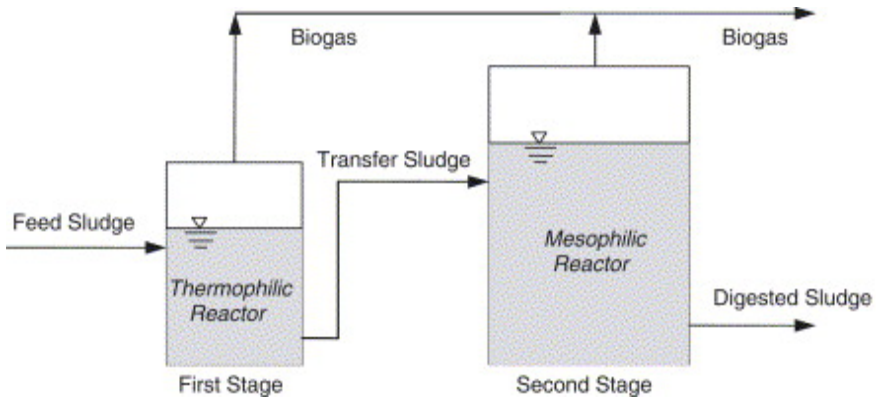 Biogas
Biogas
Transfer Sludge
Feed Sludge
Thermophilic
Reactor
Mesophilic
Reactor
Digested Sludge
First Stage
Second Stage